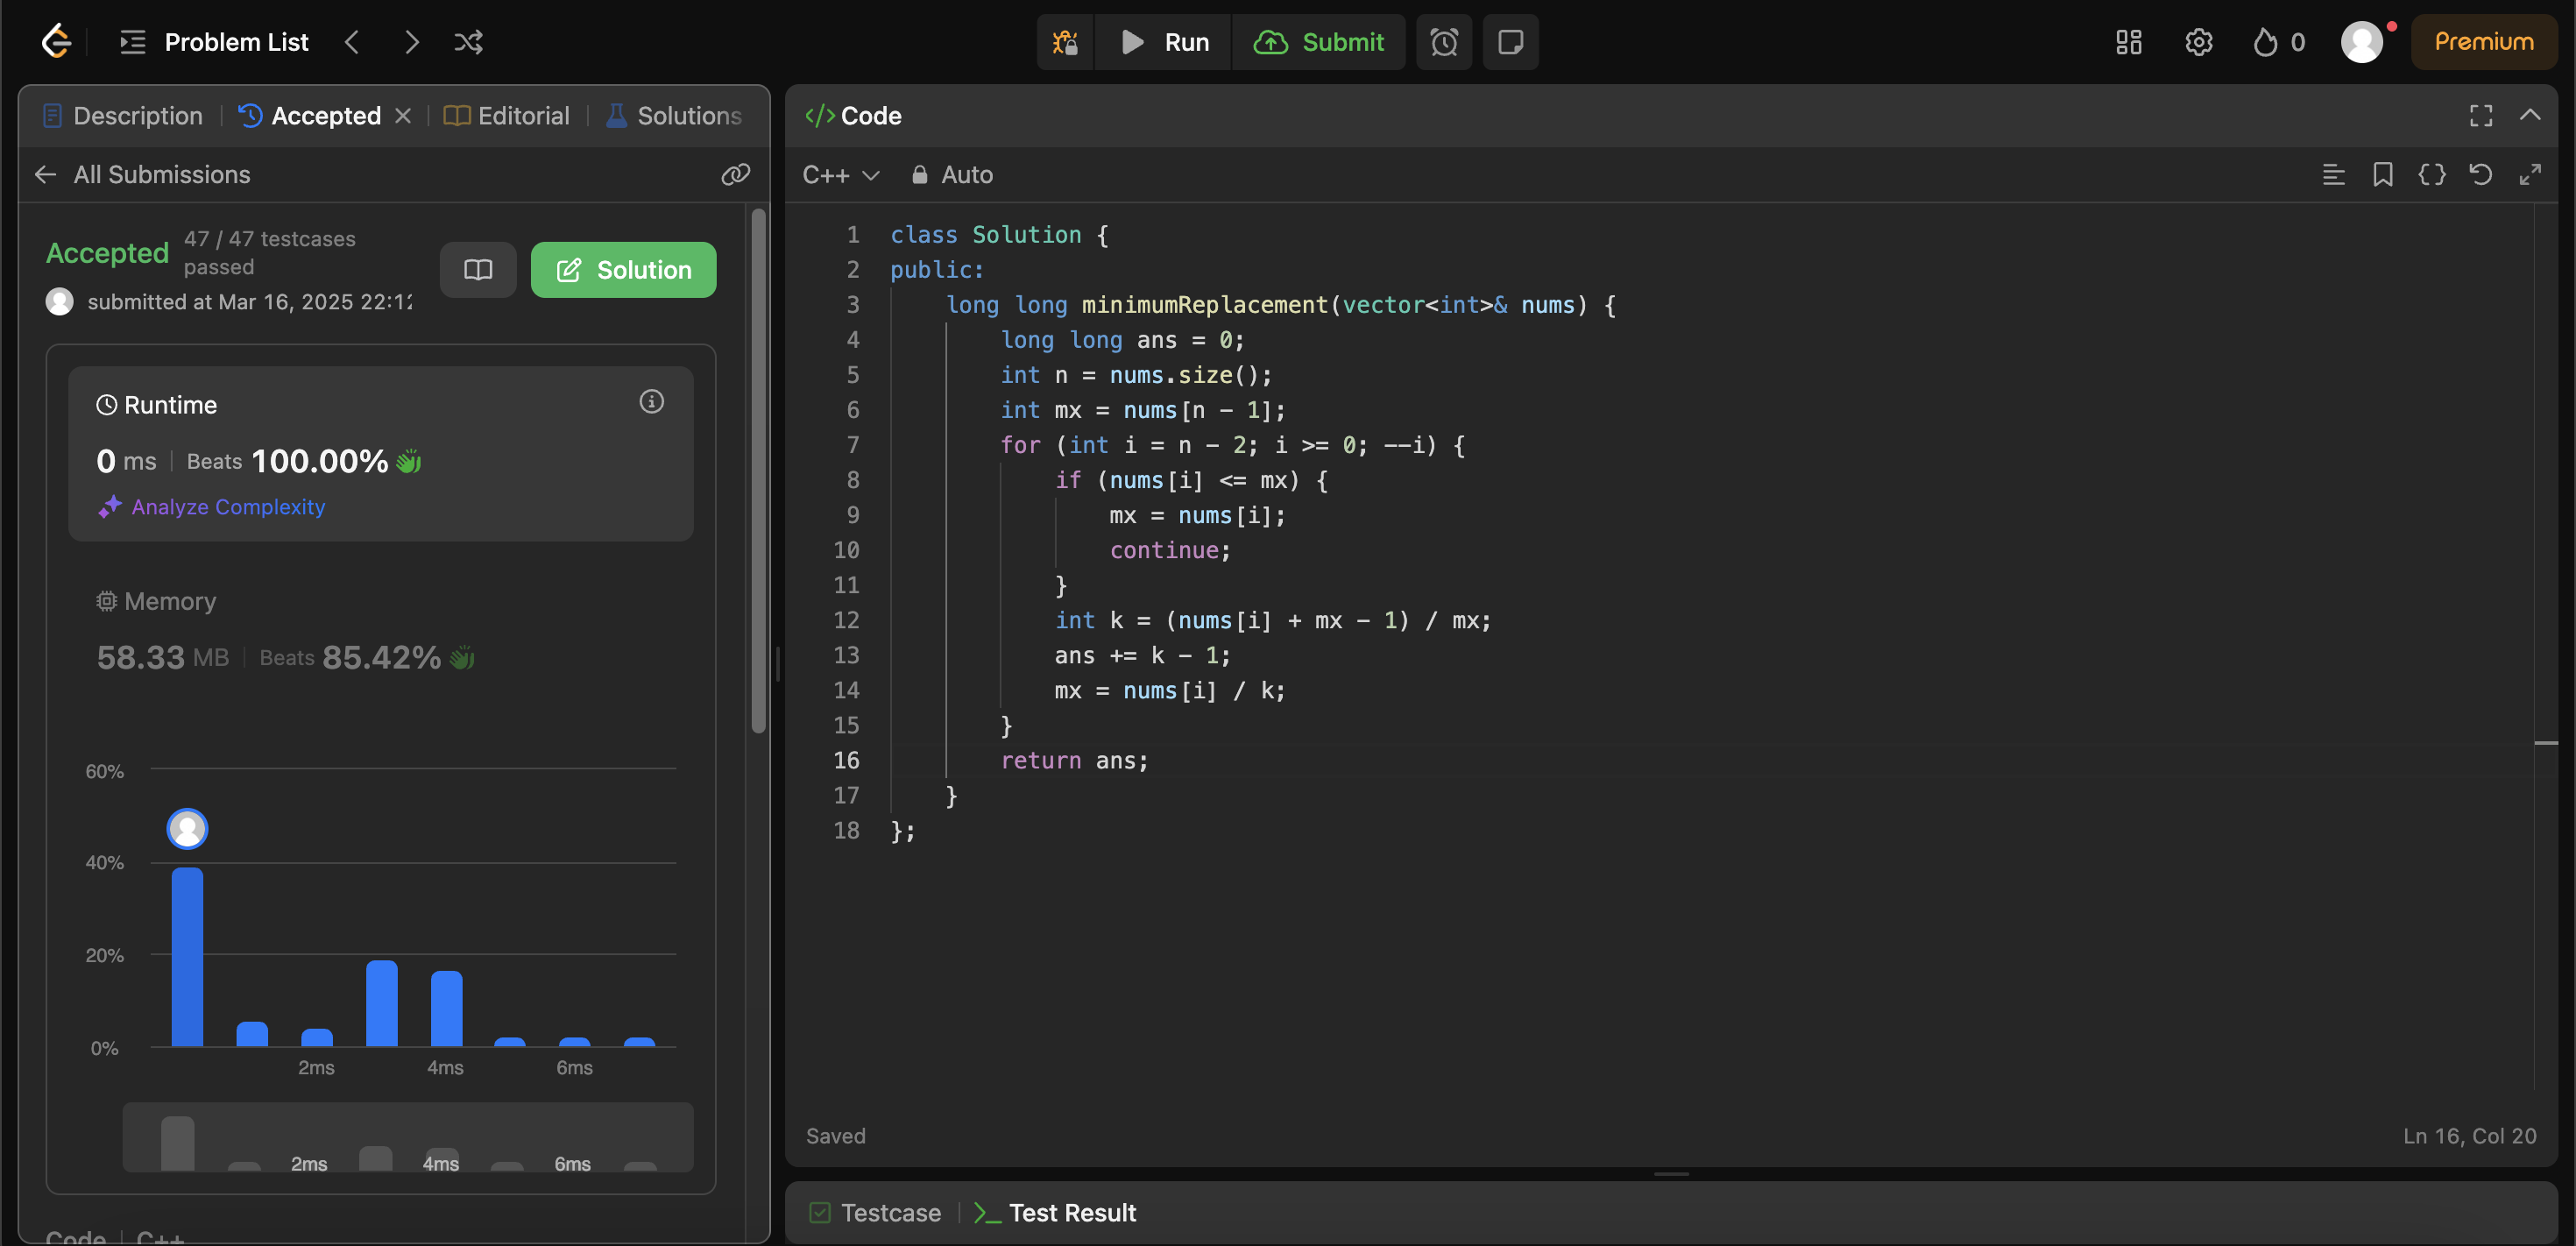 Problem List
Run
Submit
0
Premium
Description
Accepted
Editorial
Solutions
All Submissions
Accepted
47 / 47 testcases
passed
submitted at Mar 16, 2025 22:12
Solution
Runtime
0 ms
Beats 100.00%
Analyze Complexity
Memory
58.33 MB
Beats 85.42%
60%
40%
20%
0%
2ms
4ms
6ms
2ms
4ms
6ms
Code
C++
Code
C++
Auto
1 class Solution {
2 public:
3 long long minimumReplacement(vector<int>& nums) {
4 long long ans = 0;
5 int n = nums.size();
6 int mx = nums[n - 1];
7 for (int i = n - 2; i >= 0; --i) {
8 if (nums[i] <= mx) {
9 mx = nums[i];
10 continue;
11 }
12 int k = (nums[i] + mx - 1) / mx;
13 ans += k - 1;
14 mx = nums[i] / k;
15 }
16 return ans;
17 }
18 };
Saved
Ln 16, Col 20
Testcase
Test Result